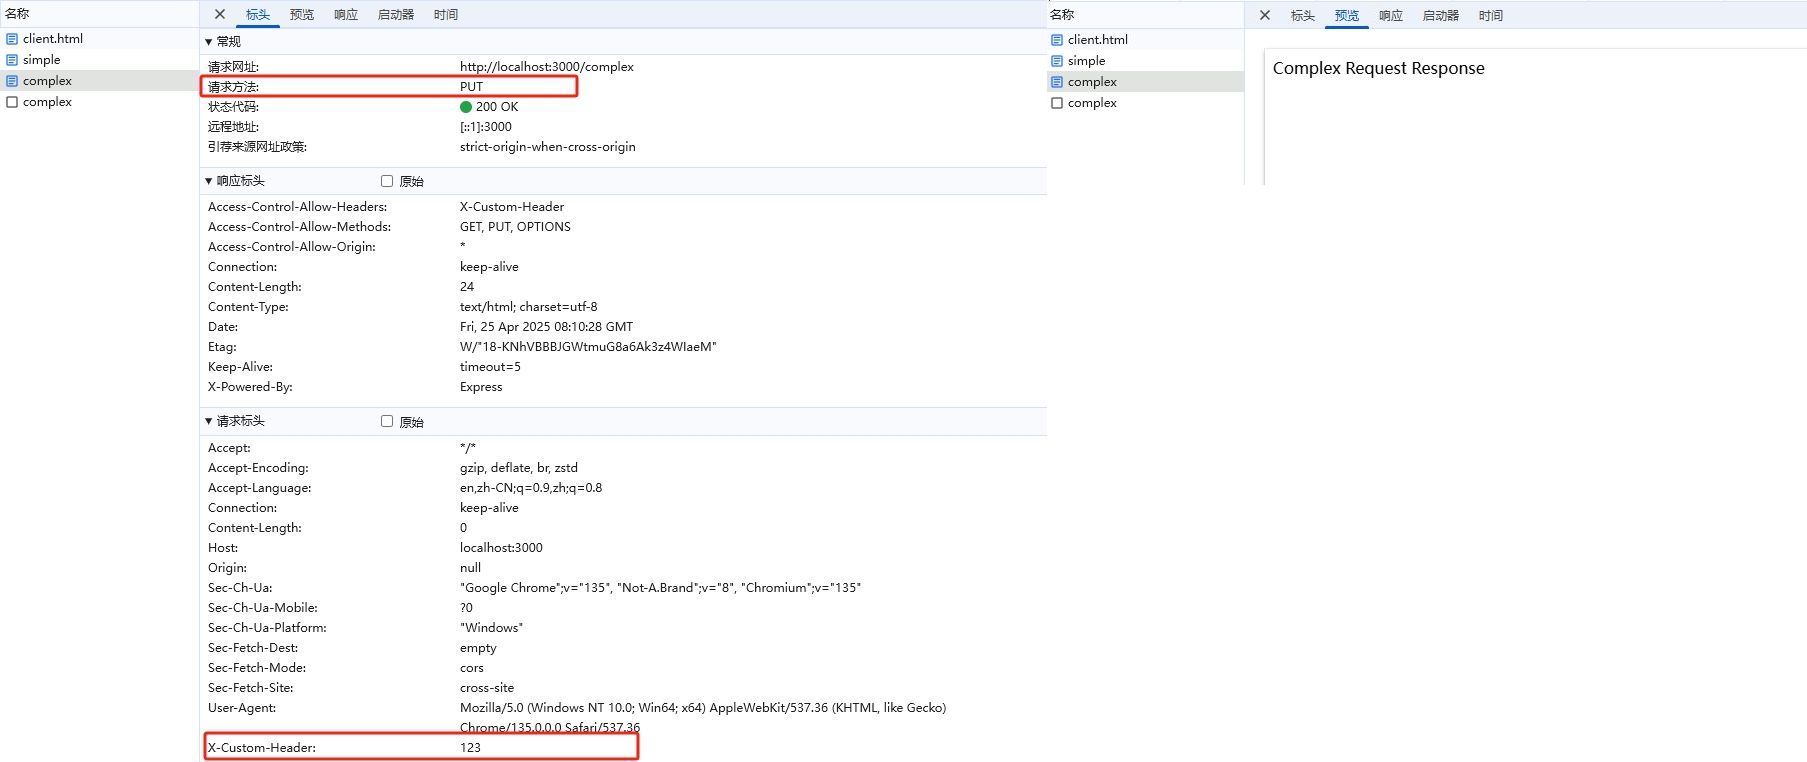 名称
client.html
simple
complex
complex
标头 预览 响应 启动器 时间
常规
请求网址: http://localhost:3000/complex
请求方法: PUT
状态代码: 200 OK
远程地址: [::1]:3000
引荐来源网址政策: strict-origin-when-cross-origin
响应标头 原始
Access-Control-Allow-Headers: X-Custom-Header
Access-Control-Allow-Methods: GET, PUT, OPTIONS
Access-Control-Allow-Origin: *
Connection: keep-alive
Content-Length: 24
Content-Type: text/html; charset=utf-8
Date: Fri, 25 Apr 2025 08:10:28 GMT
Etag: W/"18-KNhVBBBJGWtmuG8a6Ak3z4WIaeM"
Keep-Alive: timeout=5
X-Powered-By: Express
请求标头 原始
Accept: */*
Accept-Encoding: gzip, deflate, br, zstd
Accept-Language: en,zh-CN;q=0.9,zh;q=0.8
Connection: keep-alive
Content-Length: 0
Host: localhost:3000
Origin: null
Sec-Ch-Ua: "Google Chrome";v="135", "Not-A.Brand";v="8", "Chromium";v="135"
Sec-Ch-Ua-Mobile: ?0
Sec-Ch-Ua-Platform: "Windows"
Sec-Fetch-Dest: empty
Sec-Fetch-Mode: cors
Sec-Fetch-Site: cross-site
User-Agent: Mozilla/5.0 (Windows NT 10.0; Win64; x64) AppleWebKit/537.36 (KHTML, like Gecko)
Chrome/135.0.0.0 Safari/537.36
X-Custom-Header: 123
名称
client.html
simple
complex
complex
标头 预览 响应 启动器 时间
Complex Request Response